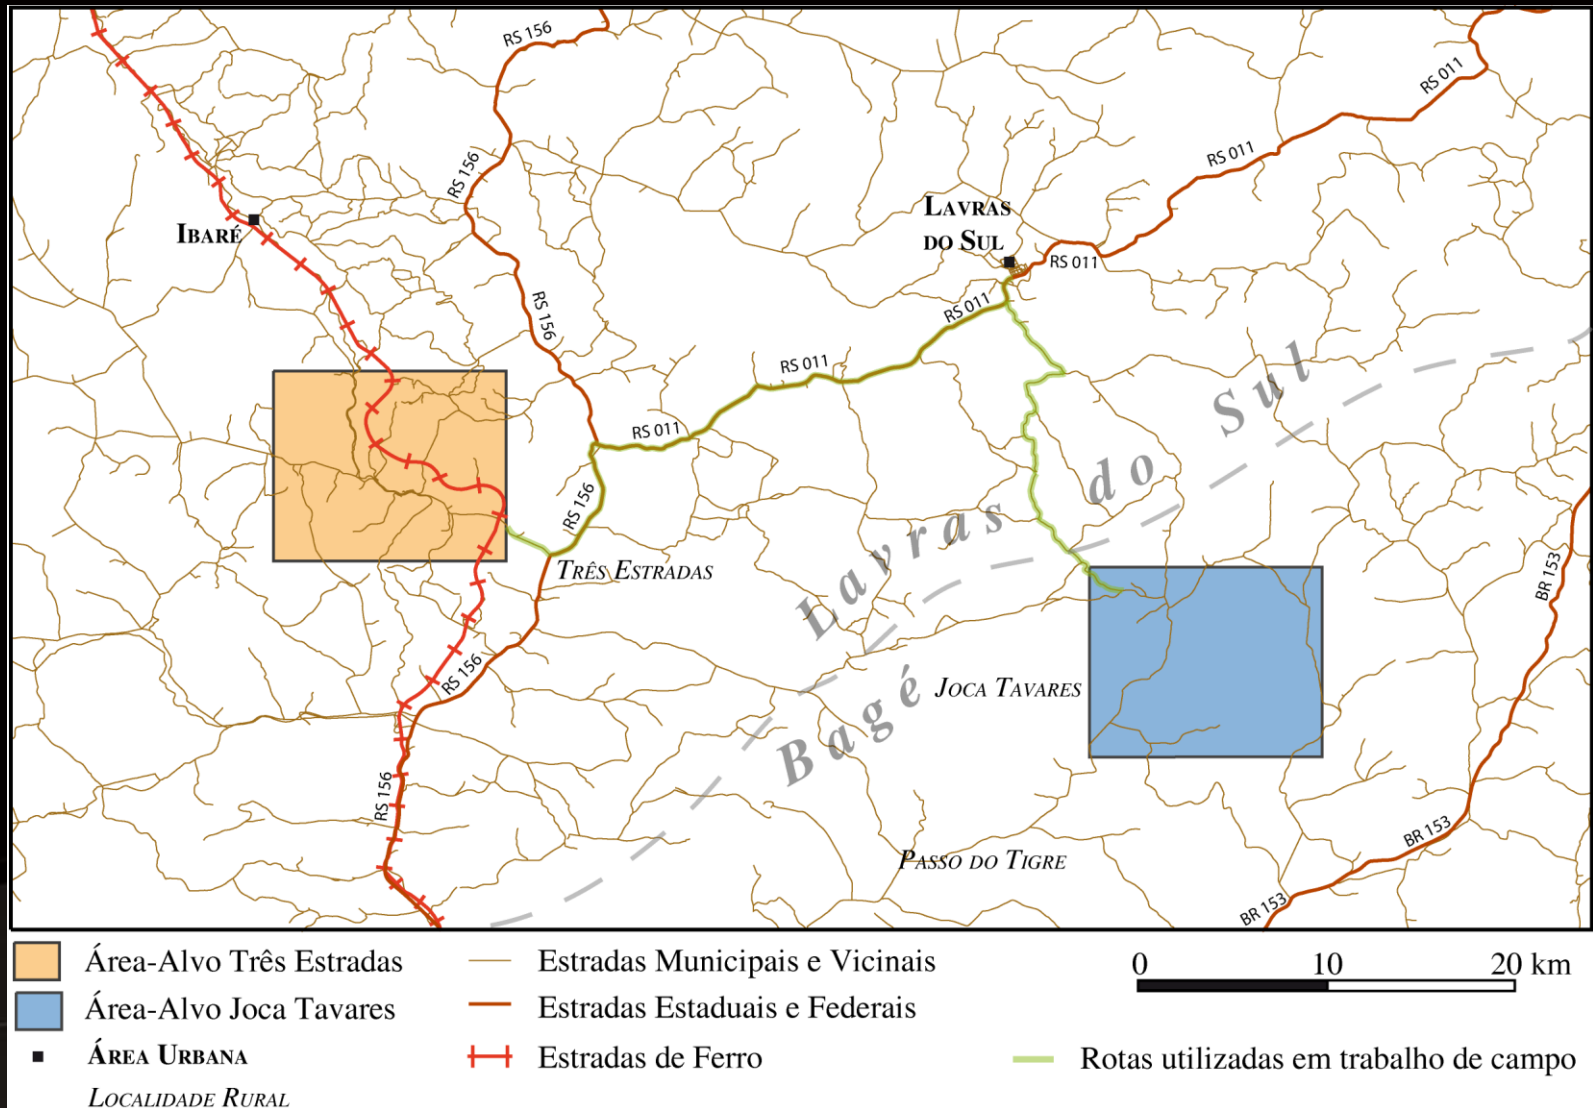 RS 156
RS 011
RS 156
RS 011
IBARÉ
LAVRAS
DO SUL
RS 011
RS 156
RS 011
RS 011
RS 011
RS 156
BR 153
TRÊS ESTRADAS
Lavras do Sul
Bagé
RS 156
JOCA TAVARES
RS 156
BR 153
PASSO DO TIGRE
BR 153
Área-Alvo Três Estradas
Área-Alvo Joca Tavares
ÁREA URBANA
LOCALIDADE RURAL
Estradas Municipais e Vicinais
Estradas Estaduais e Federais
Estradas de Ferro
0 10 20 km
Rotas utilizadas em trabalho de campo